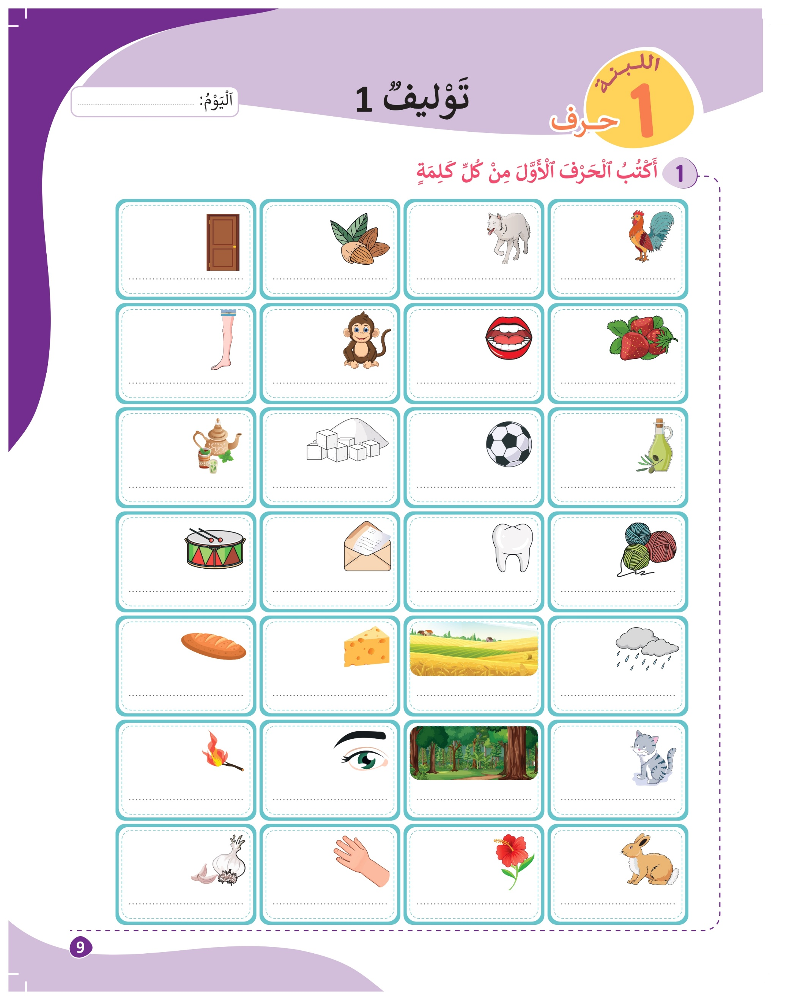 اللبنة
1
حرف
تَوْليفٌ 1
اَلْيَوْمُ:
1 أَكْتُبُ ٱلْحَرْفَ ٱلْأَوَّلَ مِنْ كُلِّ كَلِمَةٍ
9